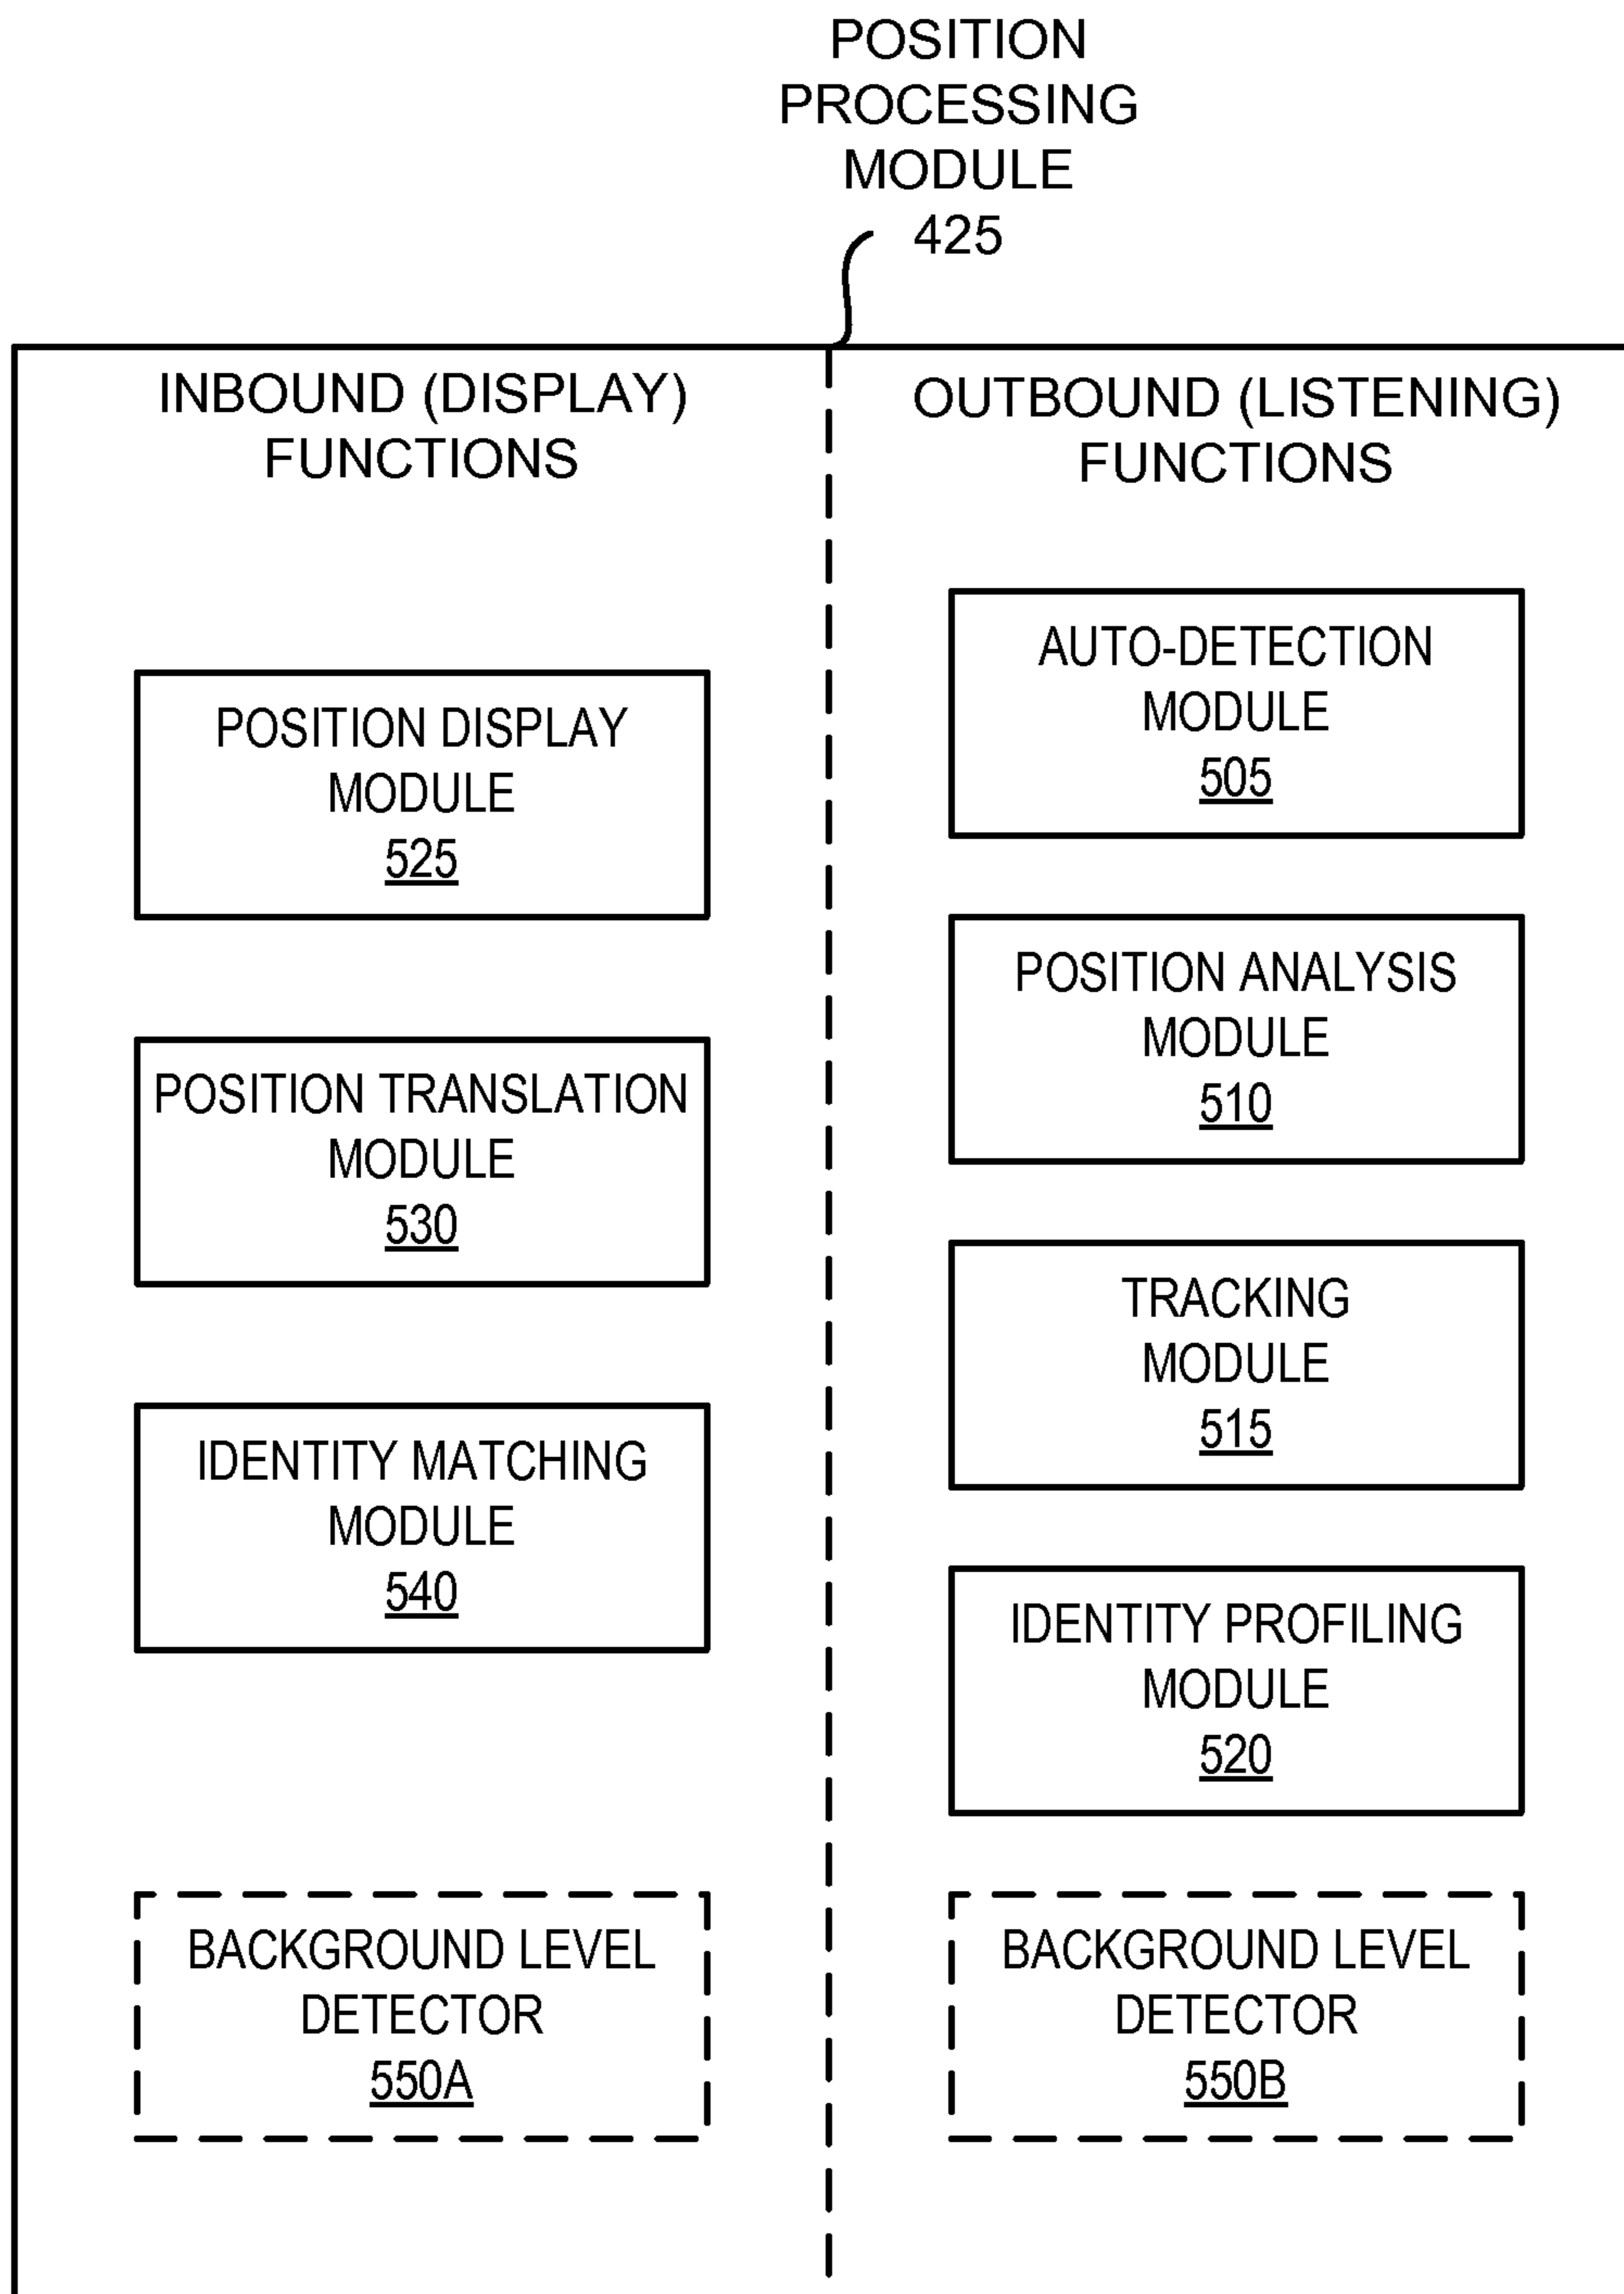 POSITION
PROCESSING
MODULE
425
INBOUND (DISPLAY)
FUNCTIONS
POSITION DISPLAY
MODULE
525
POSITION TRANSLATION
MODULE
530
IDENTITY MATCHING
MODULE
540
BACKGROUND LEVEL
DETECTOR
550A
OUTBOUND (LISTENING)
FUNCTIONS
AUTO-DETECTION
MODULE
505
POSITION ANALYSIS
MODULE
510
TRACKING
MODULE
515
IDENTITY PROFILING
MODULE
520
BACKGROUND LEVEL
DETECTOR
550B